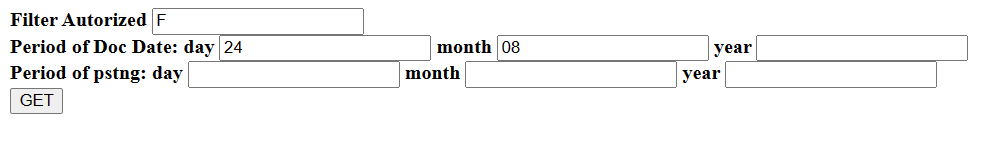 Filter Autorized F
Period of Doc Date: day 24 month 08 year
Period of pstng: day month year
GET